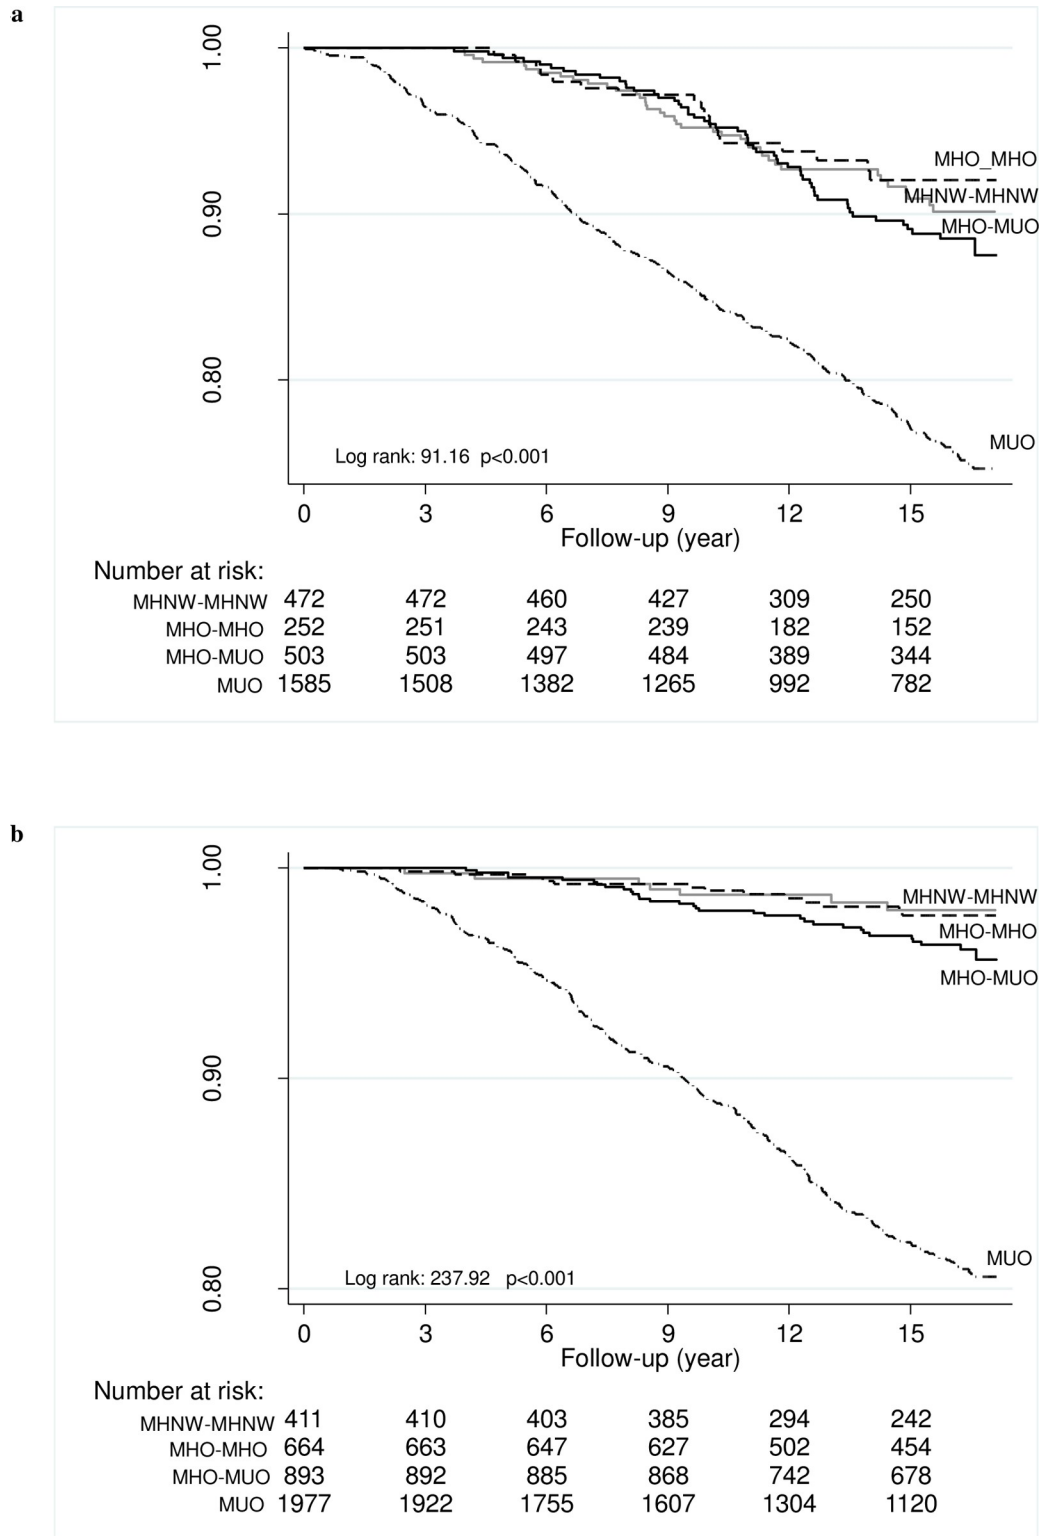 a
1.00
0.90
0.80
MHO_MHO
MHNW-MHNW
MHO-MUO
MUO
Log rank: 91.16 p<0.001
0 3 6 9 12 15
Follow-up (year)
Number at risk:
MHNW-MHNW 472 472 460 427 309 250
MHO-MHO 252 251 243 239 182 152
MHO-MUO 503 503 497 484 389 344
MUO 1585 1508 1382 1265 992 782
b
1.00
0.90
0.80
MHNW-MHNW
MHO-MHO
MHO-MUO
MUO
Log rank: 237.92 p<0.001
0 3 6 9 12 15
Follow-up (year)
Number at risk:
MHNW-MHNW 411 410 403 385 294 242
MHO-MHO 664 663 647 627 502 454
MHO-MUO 893 892 885 868 742 678
MUO 1977 1922 1755 1607 1304 1120